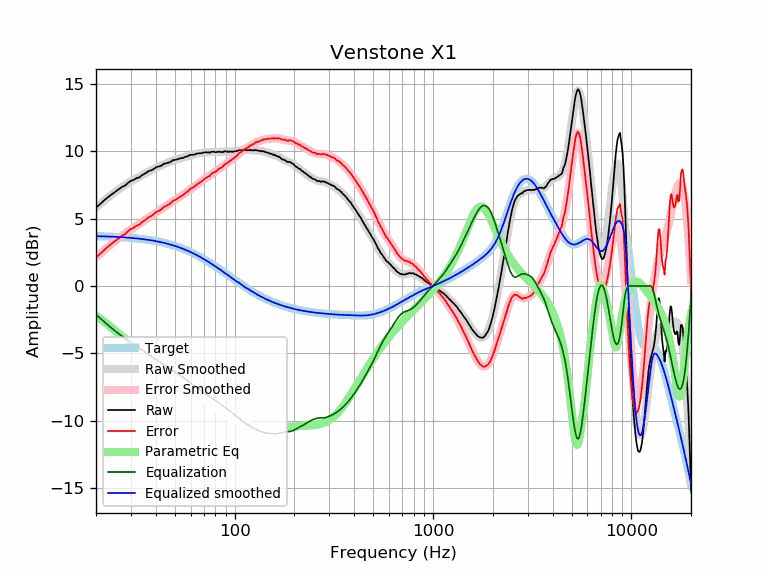 Venstone X1
Amplitude (dBr)
15
10
5
0
−5
−10
−15
Target
Raw Smoothed
Error Smoothed
Raw
Error
Parametric Eq
Equalization
Equalized smoothed
100 1000 10000
Frequency (Hz)